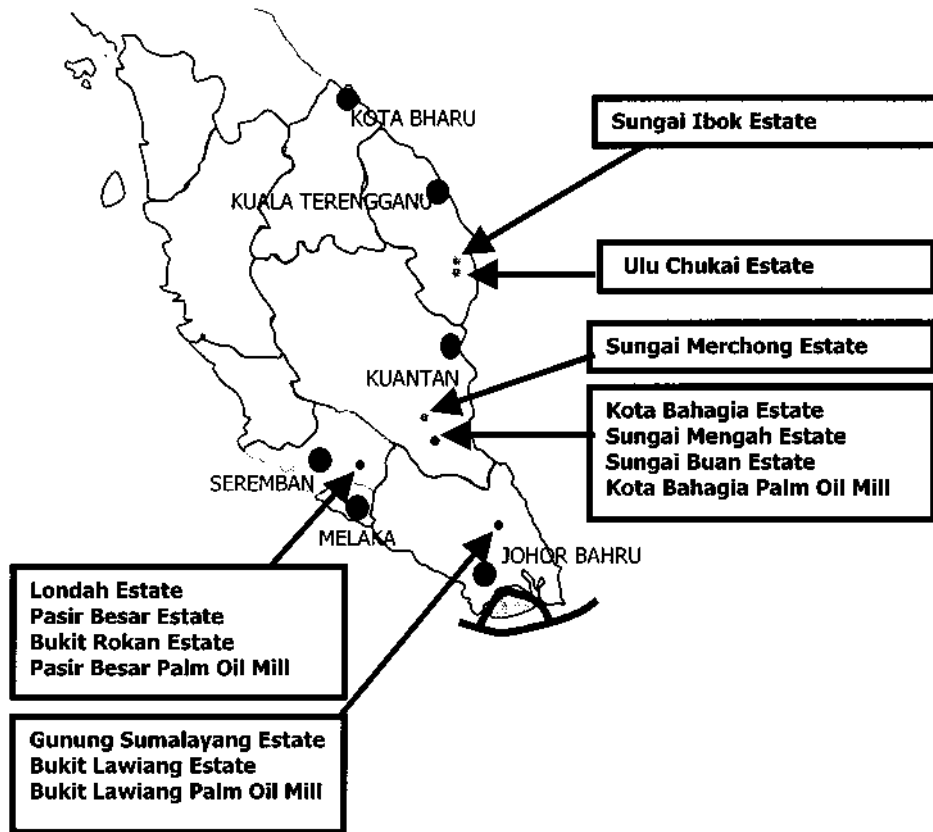 KOTA BHARU
Sungai Ibok Estate
KUALA TERENGGANU
Ulu Chukai Estate
Sungai Merchong Estate
KUANTAN
Kota Bahagia Estate
Sungai Mengah Estate
Sungai Buan Estate
Kota Bahagia Palm Oil Mill
SEREMBAN
MELAKA
JOHOR BAHRU
Londah Estate
Pasir Besar Estate
Bukit Rokan Estate
Pasir Besar Palm Oil Mill
Gunung Sumalayang Estate
Bukit Lawiang Estate
Bukit Lawiang Palm Oil Mill